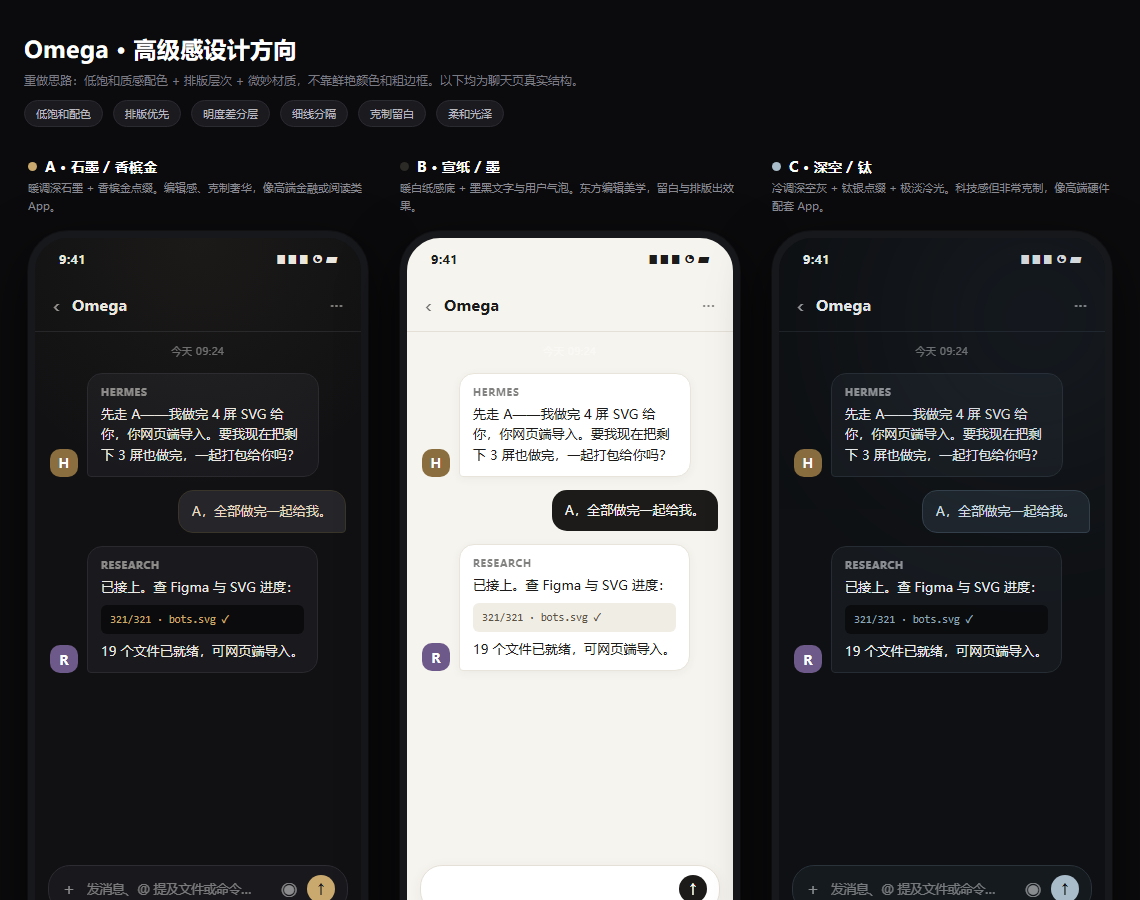 Omega • 高级感设计方向
重做思路：低饱和质感配色 + 排版层次 + 微妙材质，不靠鲜艳颜色和粗边框。以下均为聊天页真实结构。
低饱和配色 排版优先 明度差分层 细线分隔 克制留白 柔和光泽
A • 石墨 / 香槟金
暖调深石墨 + 香槟金点缀。编辑感、克制奢华，像高端金融或阅读类
App。
9:41
Omega
···
今天 09:24
HERMES
先走 A——我做完 4 屏 SVG 给
你，你网页端导入。要我现在把剩
下 3 屏也做完，一起打包给你吗？
H
A，全部做完一起给我。
RESEARCH
已接上。查 Figma 与 SVG 进度：
321/321 · bots.svg ✓
19 个文件已就绪，可网页端导入。
R
+ 发消息、@ 提及文件或命令… ↑
B • 宣纸 / 墨
暖白纸感底 + 墨黑文字与用户气泡。东方编辑美学，留白与排版出效
果。
9:41
Omega
···
今天 09:24
HERMES
先走 A——我做完 4 屏 SVG 给
你，你网页端导入。要我现在把剩
下 3 屏也做完，一起打包给你吗？
H
A，全部做完一起给我。
RESEARCH
已接上。查 Figma 与 SVG 进度：
321/321 · bots.svg ✓
19 个文件已就绪，可网页端导入。
R
↑
C • 深空 / 钛
冷调深空灰 + 钛银点缀 + 极淡冷光。科技感但非常克制，像高端硬件
配套 App。
9:41
Omega
···
今天 09:24
HERMES
先走 A——我做完 4 屏 SVG 给
你，你网页端导入。要我现在把剩
下 3 屏也做完，一起打包给你吗？
H
A，全部做完一起给我。
RESEARCH
已接上。查 Figma 与 SVG 进度：
321/321 · bots.svg ✓
19 个文件已就绪，可网页端导入。
R
+ 发消息、@ 提及文件或命令… ↑